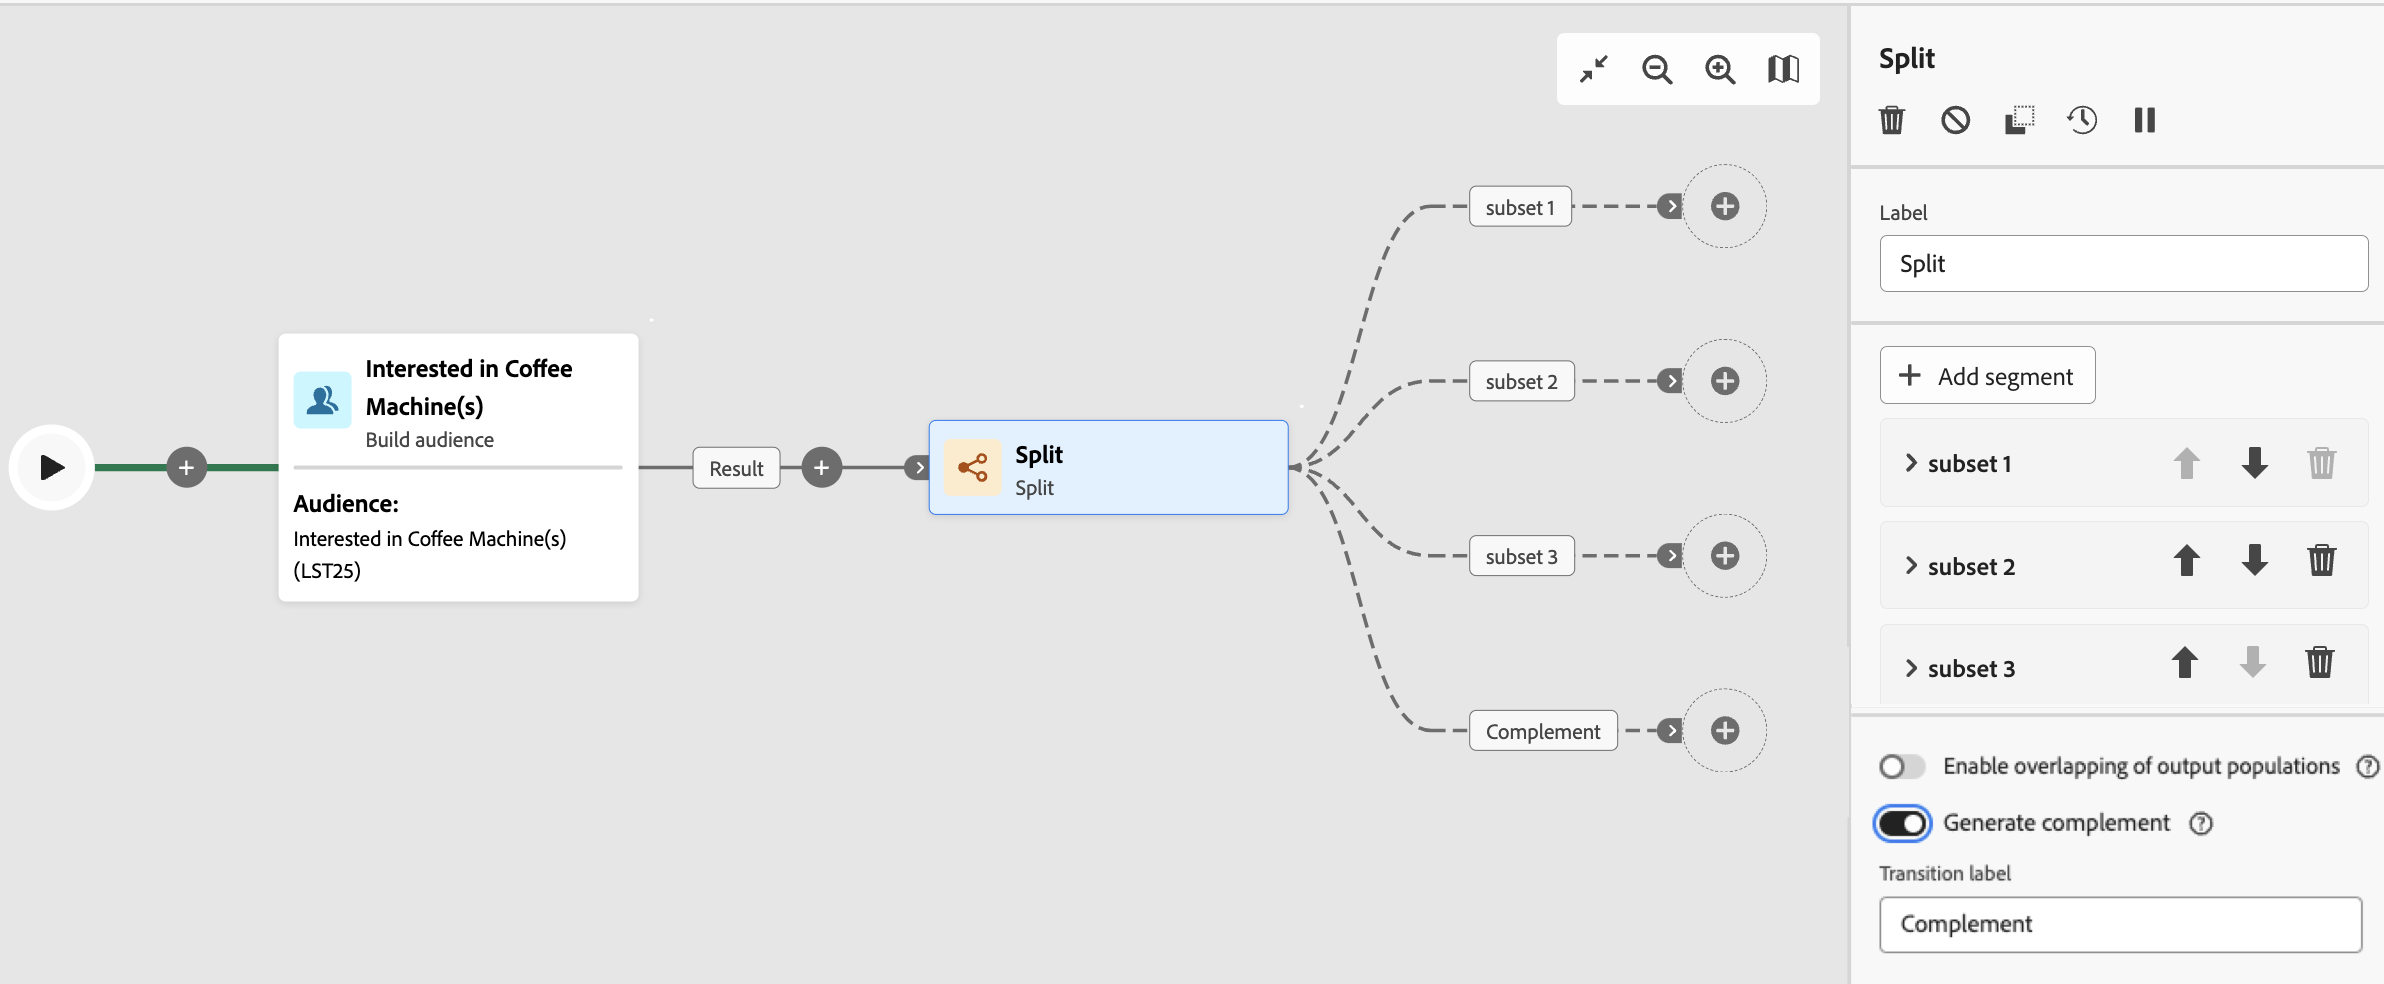 Interested in Coffee
Machine(s)
Build audience
Audience:
Interested in Coffee Machine(s)
(LST25)
Result
Split
Split
subset 1
subset 2
subset 3
Complement
Split
Label
Split
Add segment
subset 1
subset 2
subset 3
Enable overlapping of output populations
Generate complement
Transition label
Complement